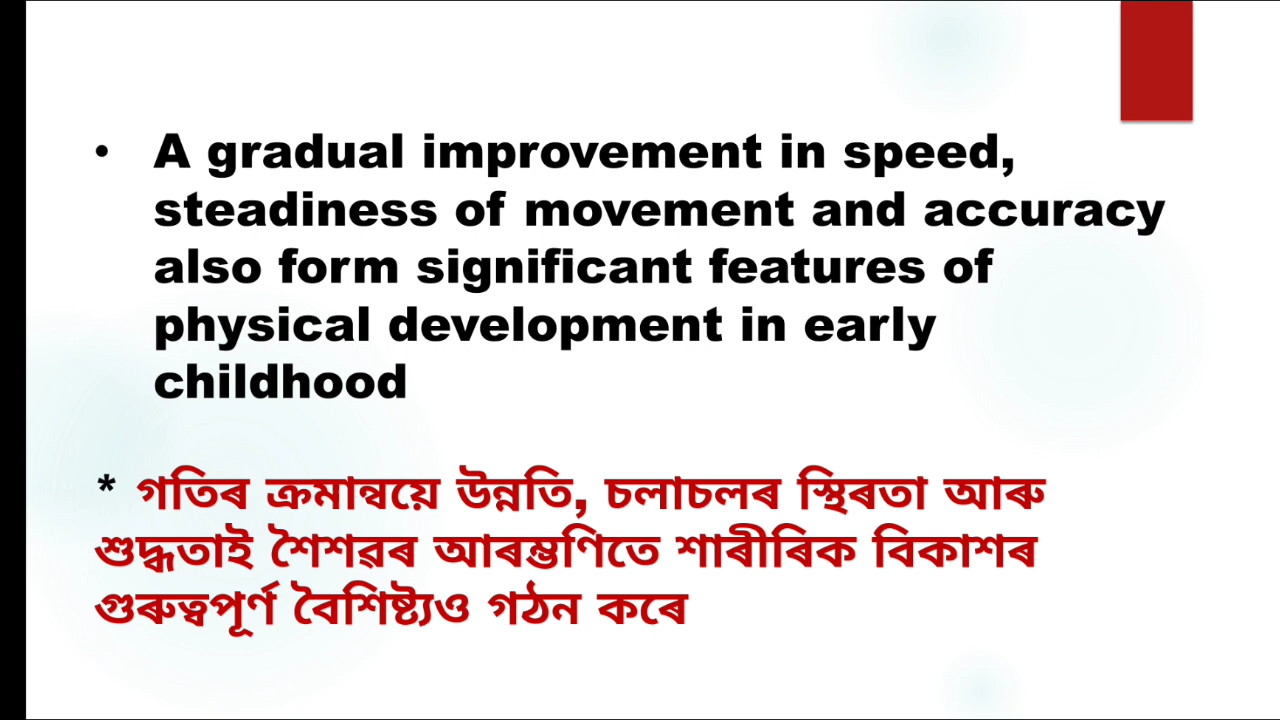 • A gradual improvement in speed,
steadiness of movement and accuracy
also form significant features of
physical development in early
childhood
* গতিৰ ক্ৰমান্বয়ে উন্নতি, চলাচলৰ স্থিৰতা আৰু
শুদ্ধতাই শৈশৱৰ আৰম্ভণিতে শাৰীৰিক বিকাশৰ
গুৰুত্বপূৰ্ণ বৈশিষ্ট্যও গঠন কৰে